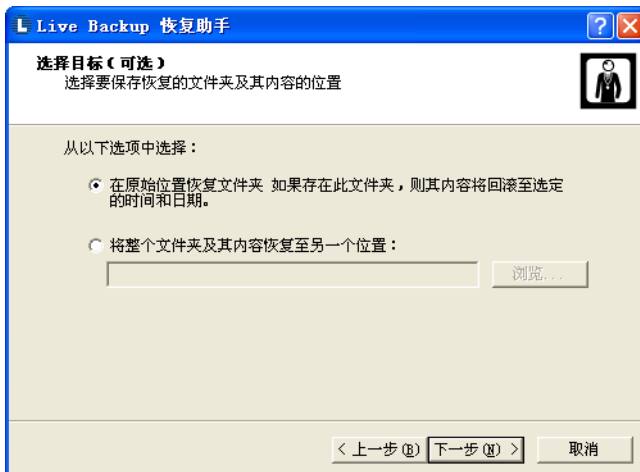 Live Backup 恢复助手
选择目标(可选)
选择要保存恢复的文件夹及其内容的位置
从以下选项中选择:
在原始位置恢复文件夹 如果存在此文件夹,则其内容将回滚至选定
的时间和日期。
将整个文件夹及其内容恢复至另一个位置:
浏览...
< 上一步(B) 下一步(N) > 取消